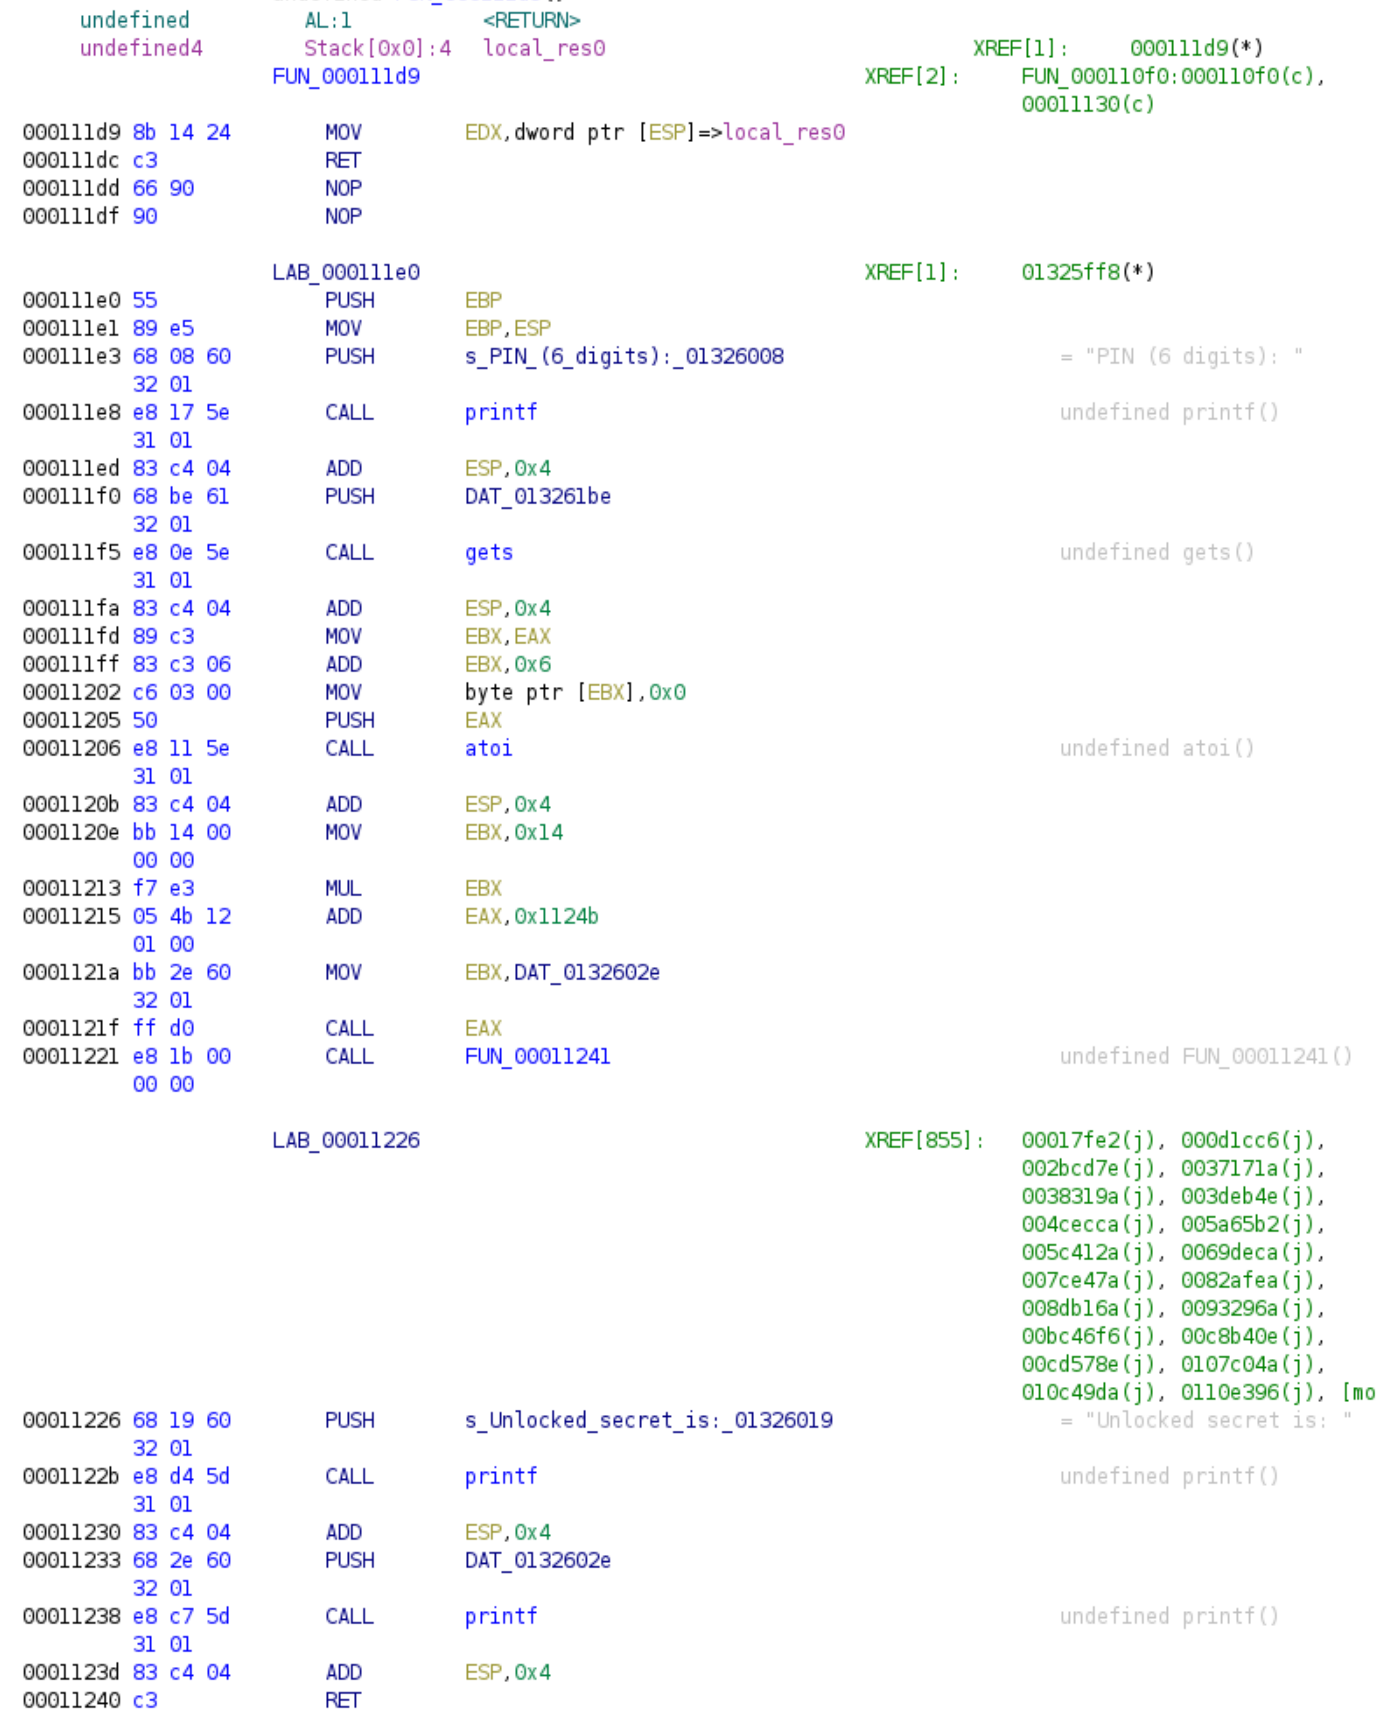 undefined AL:1 <RETURN>
undefined4 Stack[0x0]:4 local_res0 XREF[1]: 000111d9(*)
FUN_000111d9 XREF[2]: FUN_000110f0:000110f0(c),
00011130(c)
000111d9 8b 14 24 MOV EDX,dword ptr [ESP]=>local_res0
000111dc c3 RET
000111dd 66 90 NOP
000111df 90 NOP
LAB_000111e0 XREF[1]: 01325ff8(*)
000111e0 55 PUSH EBP
000111e1 89 e5 MOV EBP,ESP
000111e3 68 08 60 PUSH s_PIN_(6_digits):_01326008 = "PIN (6 digits): "
32 01
000111e8 e8 17 5e CALL printf undefined printf()
31 01
000111ed 83 c4 04 ADD ESP,0x4
000111f0 68 be 61 PUSH DAT_013261be
32 01
000111f5 e8 0e 5e CALL gets undefined gets()
31 01
000111fa 83 c4 04 ADD ESP,0x4
000111fd 89 c3 MOV EBX,EAX
000111ff 83 c3 06 ADD EBX,0x6
00011202 c6 03 00 MOV byte ptr [EBX],0x0
00011205 50 PUSH EAX
00011206 e8 11 5e CALL atoi undefined atoi()
31 01
0001120b 83 c4 04 ADD ESP,0x4
0001120e bb 14 00 MOV EBX,0x14
00 00
00011213 f7 e3 MUL EBX
00011215 05 4b 12 ADD EAX,0x1124b
01 00
0001121a bb 2e 60 MOV EBX,DAT_0132602e
32 01
0001121f ff d0 CALL EAX
00011221 e8 1b 00 CALL FUN_00011241 undefined FUN_00011241()
00 00
LAB_00011226 XREF[855]: 00017fe2(j), 000d1cc6(j),
002bcd7e(j), 0037171a(j),
0038319a(j), 003deb4e(j),
004cecca(j), 005a65b2(j),
005c412a(j), 0069deca(j),
007ce47a(j), 0082afea(j),
008db16a(j), 0093296a(j),
00bc46f6(j), 00c8b40e(j),
00cd578e(j), 0107c04a(j),
010c49da(j), 0110e396(j), [mo
00011226 68 19 60 PUSH s_Unlocked_secret_is:_01326019 = "Unlocked secret is: "
32 01
0001122b e8 d4 5d CALL printf undefined printf()
31 01
00011230 83 c4 04 ADD ESP,0x4
00011233 68 2e 60 PUSH DAT_0132602e
32 01
00011238 e8 c7 5d CALL printf undefined printf()
31 01
0001123d 83 c4 04 ADD ESP,0x4
00011240 c3 RET